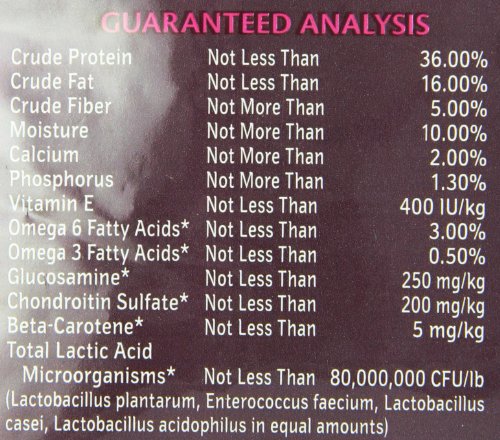 GUARANTEED ANALYSIS
Crude Protein Not Less Than 36.00%
Crude Fat Not Less Than 16.00%
Crude Fiber Not More Than 5.00%
Moisture Not More Than 10.00%
Calcium Not More Than 2.00%
Phosphorus Not More Than 1.30%
Vitamin E Not Less Than 400 IU/kg
Omega 6 Fatty Acids* Not Less Than 3.00%
Omega 3 Fatty Acids* Not Less Than 0.50%
Glucosamine* Not Less Than 250 mg/kg
Chondroitin Sulfate* Not Less Than 200 mg/kg
Beta-Carotene* Not Less Than 5 mg/kg
Total Lactic Acid
Microorganisms* Not Less Than 80,000,000 CFU/lb
(Lactobacillus plantarum, Enterococcus faecium, Lactobacillus
casei, Lactobacillus acidophilus in equal amounts)